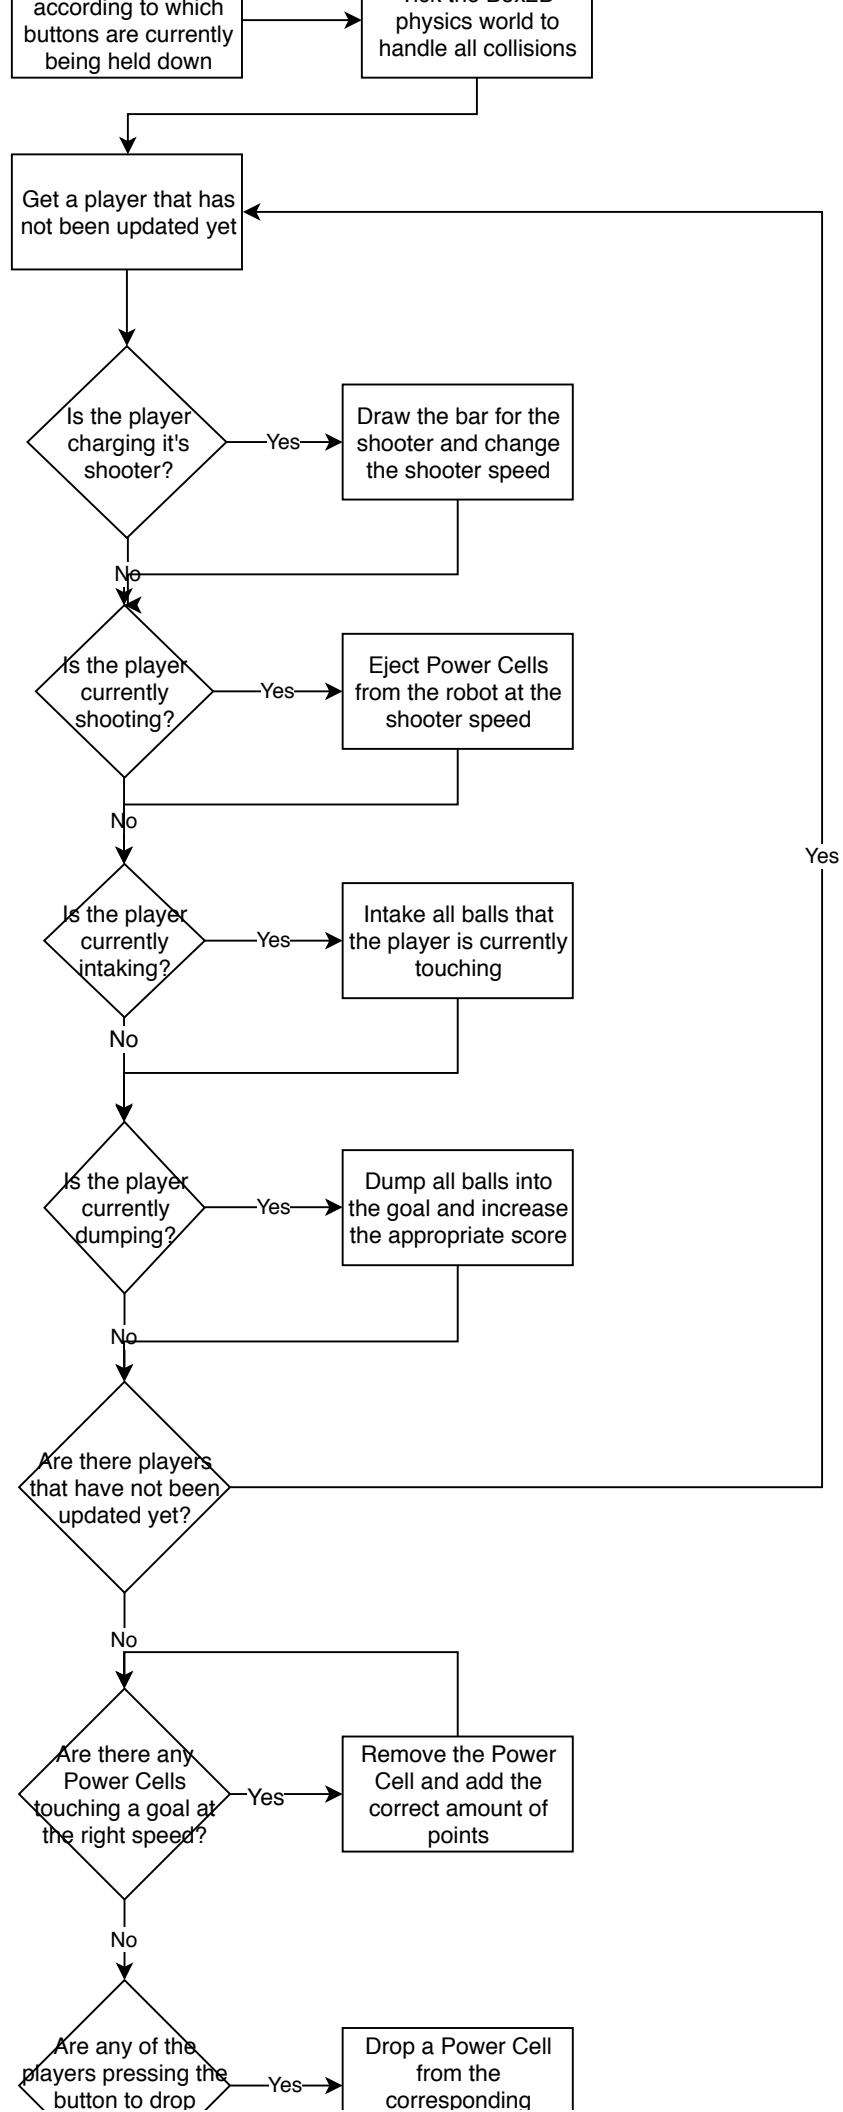 according to which
buttons are currently
being held down
physics world to
handle all collisions
Get a player that has
not been updated yet
Is the player
charging it's
shooter?
Yes
Draw the bar for the
shooter and change
the shooter speed
No
Is the player
currently
shooting?
Yes
Eject Power Cells
from the robot at the
shooter speed
No
Yes
Is the player
currently
intaking?
Yes
Intake all balls that
the player is currently
touching
No
Is the player
currently
dumping?
Yes
Dump all balls into
the goal and increase
the appropriate score
No
Are there players
that have not been
updated yet?
No
Are there any
Power Cells
touching a goal at
the right speed?
Yes
Remove the Power
Cell and add the
correct amount of
points
No
Are any of the
players pressing the
button to drop
Yes
Drop a Power Cell
from the
corresponding